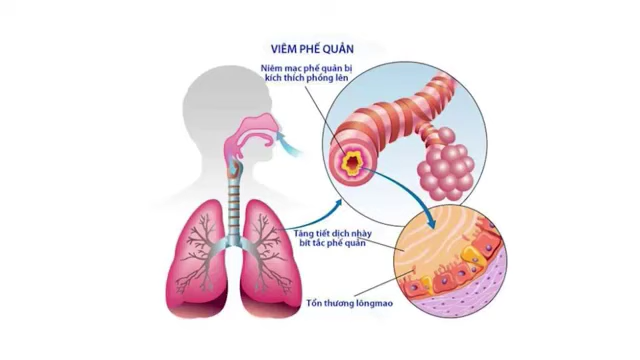 VIÊM PHẾ QUẢN
Niêm mạc phế quản bị
kích thích phồng lên
Tăng tiết dịch nhày
bít tắc phế quản
Tổn thương lôngmao